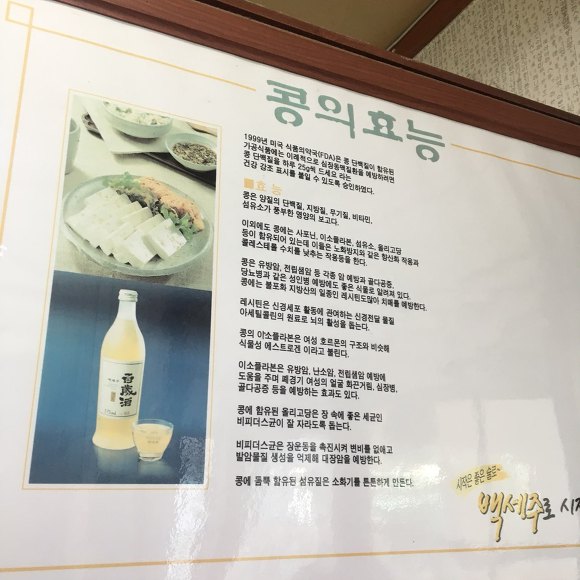 콩의효능
1999년 미국 식품의약국(FDA)은 콩 단백질이 함유된
가공식품에는 이례적으로 심장동맥질환을 예방하려면
콩 단백질을 하루 25g씩 드세요 라는
건강 강조 표시를 붙일 수 있도록 승인하였다.
효 능
콩은 양질의 단백질, 지방질, 무기질, 비타민,
섬유소가 풍부한 영양의 보고다.
이외에도 콩에는 사포닌, 이소플라본, 섬유소, 올리고당
등이 함유되어 있는데 이들은 노화방지와 같은 항산화 작용과
콜레스테롤 수치를 낮추는 작용등을 한다.
콩은 유방암, 전립샘암 등 각종 암 예방과 골다공증,
당뇨병과 같은 성인병 예방에도 좋은 식품로 알려져 있다.
콩에는 불포화 지방산의 일종인 레시틴도많아 치매를 예방한다.
레시틴은 신경세포 활동에 관여하는 신경전달 물질
아세틸콜린의 원료로 뇌의 활성을 돕는다.
콩의 이소플라본은 여성 호르몬의 구조와 비슷해
식물성 에스트로겐 이라고 불린다.
이소플라본은 유방암, 난소암, 전립샘암 예방에
도움을 주며 폐경기 여성의 얼굴 화끈거림, 심장병,
골다공증 등을 예방하는 효과도 있다.
콩에 함유된 올리고당은 장 속에 좋은 세균인
비피더스균이 잘 자라도록 돕는다.
비피더스균은 장운동을 촉진시켜 변비를 없애고
발암물질 생성을 억제해 대장암을 예방한다.
콩에 듬뿍 함유된 섬유질은 소화기를 튼튼하게 만든다.
百歲酒
시작은 좋은 술로~
백세주로 시작